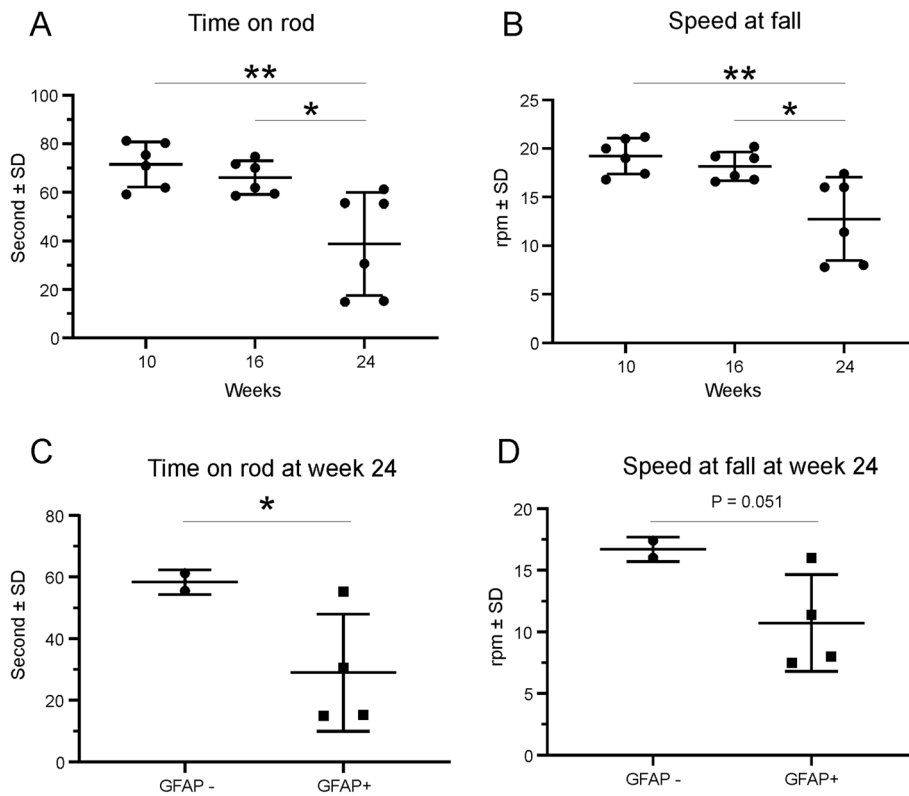 A
Time on rod
**
*
100
80
60
40
20
0
Second ± SD
10
16
24
Weeks
B
Speed at fall
**
*
25
20
15
10
5
0
rpm ± SD
10
16
24
Weeks
C
Time on rod at week 24
*
80
60
40
20
0
Second ± SD
GFAP -
GFAP+
D
Speed at fall at week 24
P = 0.051
20
15
10
5
0
rpm ± SD
GFAP -
GFAP+